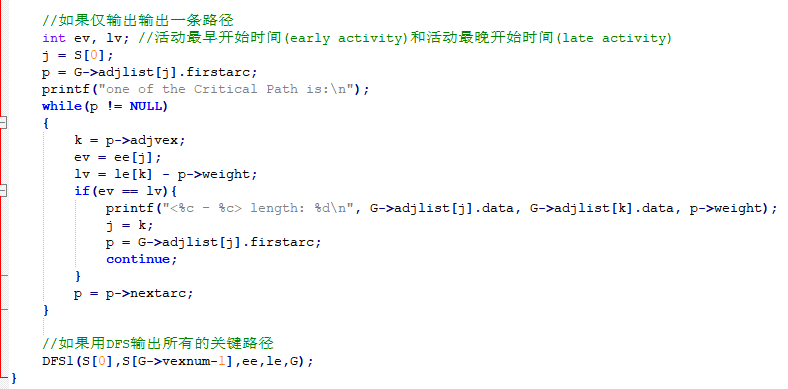 //如果仅输出输出一条路径
int ev, lv; //活动最早开始时间(early activity)和活动最晚开始时间(late activity)
j = S[0];
p = G->adjlist[j].firstarc;
printf("one of the Critical Path is:\n");
while(p != NULL)
{
k = p->adjvex;
ev = ee[j];
lv = le[k] - p->weight;
if(ev == lv){
printf("<%c - %c> length: %d\n", G->adjlist[j].data, G->adjlist[k].data, p->weight);
j = k;
p = G->adjlist[j].firstarc;
continue;
}
p = p->nextarc;
}
//如果用DFS输出所有的关键路径
DFS1(S[0],S[G->vexnum-1],ee,le,G);
}